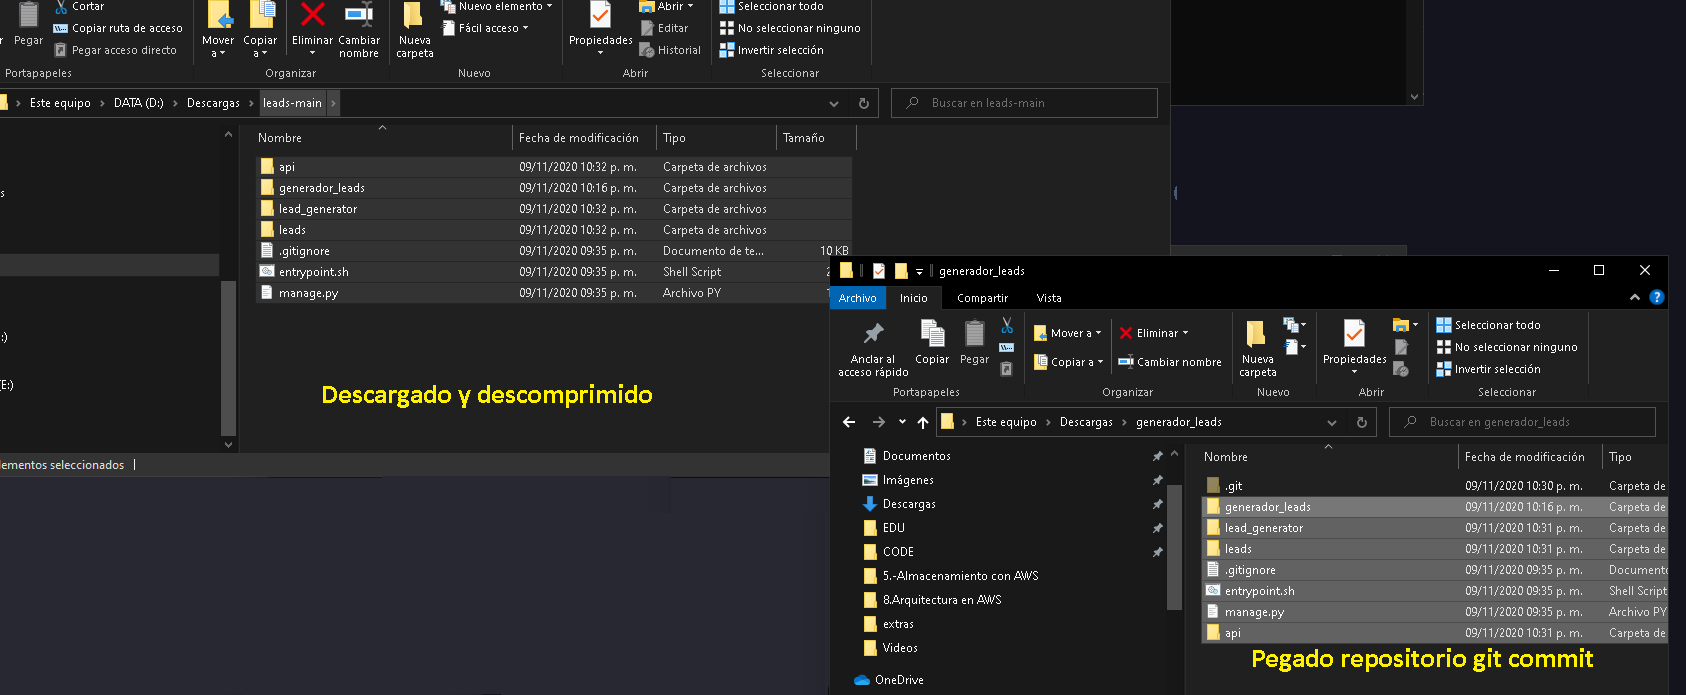 Cortar
Copiar ruta de acceso
Pegar acceso directo
Pegar
Portapapeles
Mover a
Copiar a
Eliminar
Cambiar nombre
Organizar
Nueva carpeta
Nuevo elemento
Fácil acceso
Nuevo
Propiedades
Abrir
Editar
Historial
Abrir
Seleccionar todo
No seleccionar ninguno
Invertir selección
Seleccionar
Este equipo > DATA (D:) > Descargas > leads-main >
Buscar en leads-main
Nombre Fecha de modificación Tipo Tamaño
api 09/11/2020 10:32 p. m. Carpeta de archivos
generador_leads 09/11/2020 10:16 p. m. Carpeta de archivos
lead_generator 09/11/2020 10:32 p. m. Carpeta de archivos
leads 09/11/2020 10:32 p. m. Carpeta de archivos
.gitignore 09/11/2020 09:35 p. m. Documento de te... 10 KB
entrypoint.sh 09/11/2020 09:35 p. m. Shell Script
manage.py 09/11/2020 09:35 p. m. Archivo PY
s
:)
(E:)
Descargado y descomprimido
lementos seleccionados
generador_leads
Archivo Inicio Compartir Vista
Anclar al acceso rápido
Copiar
Pegar
Portapapeles
Mover a
Copiar a
Eliminar
Cambiar nombre
Organizar
Nueva carpeta
Nuevo
Propiedades
Abrir
Seleccionar todo
No seleccionar ninguno
Invertir selección
Seleccionar
Este equipo > Descargas > generador_leads
Buscar en generador_leads
Documentos
Imágenes
Descargas
EDU
CODE
5.-Almacenamiento con AWS
8.Arquitectura en AWS
extras
Videos
OneDrive
Nombre Fecha de modificación Tipo
.git 09/11/2020 10:30 p. m. Carpeta de
generador_leads 09/11/2020 10:16 p. m. Carpeta de
lead_generator 09/11/2020 10:31 p. m. Carpeta de
leads 09/11/2020 10:31 p. m. Carpeta de
.gitignore 09/11/2020 09:35 p. m. Documento
entrypoint.sh 09/11/2020 09:35 p. m. Shell Script
manage.py 09/11/2020 09:35 p. m. Archivo PY
api 09/11/2020 10:31 p. m. Carpeta de
Pegado repositorio git commit